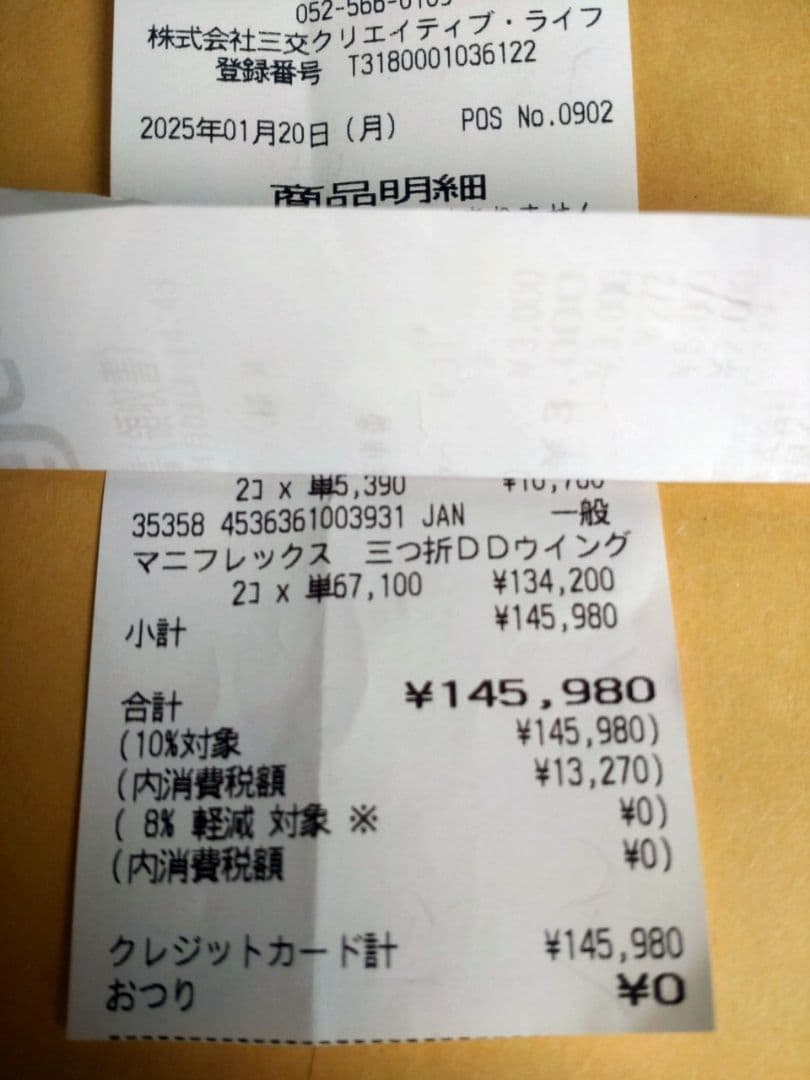 株式会社三交クリエイティブ・ライフ
登録番号 T3180001036122
2025年01月20日(月) POS No.0902
商品明細
2コ x 単5,390
35358 4536361003931 JAN 一般
マニフレックス 三つ折DDウイング
2コ x 単67,100 ¥134,200
小計 ¥145,980
合計 ¥145,980
(10%対象 ¥145,980)
(内消費税額 ¥13,270)
( 8% 軽減 対象 ※ ¥0)
(内消費税額 ¥0)
クレジットカード計 ¥145,980
おつり ¥0